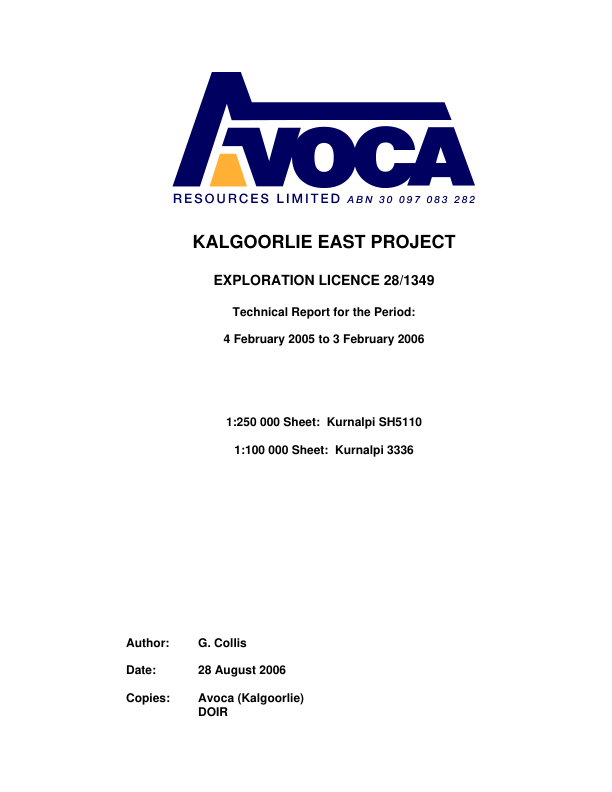 AVOCA
RESOURCES LIMITED ABN 30 097 083 282
KALGOORLIE EAST PROJECT
EXPLORATION LICENCE 28/1349
Technical Report for the Period:
4 February 2005 to 3 February 2006
1:250 000 Sheet: Kurnalpi SH5110
1:100 000 Sheet: Kurnalpi 3336
Author: G. Collis
Date: 28 August 2006
Copies: Avoca (Kalgoorlie)
DOIR